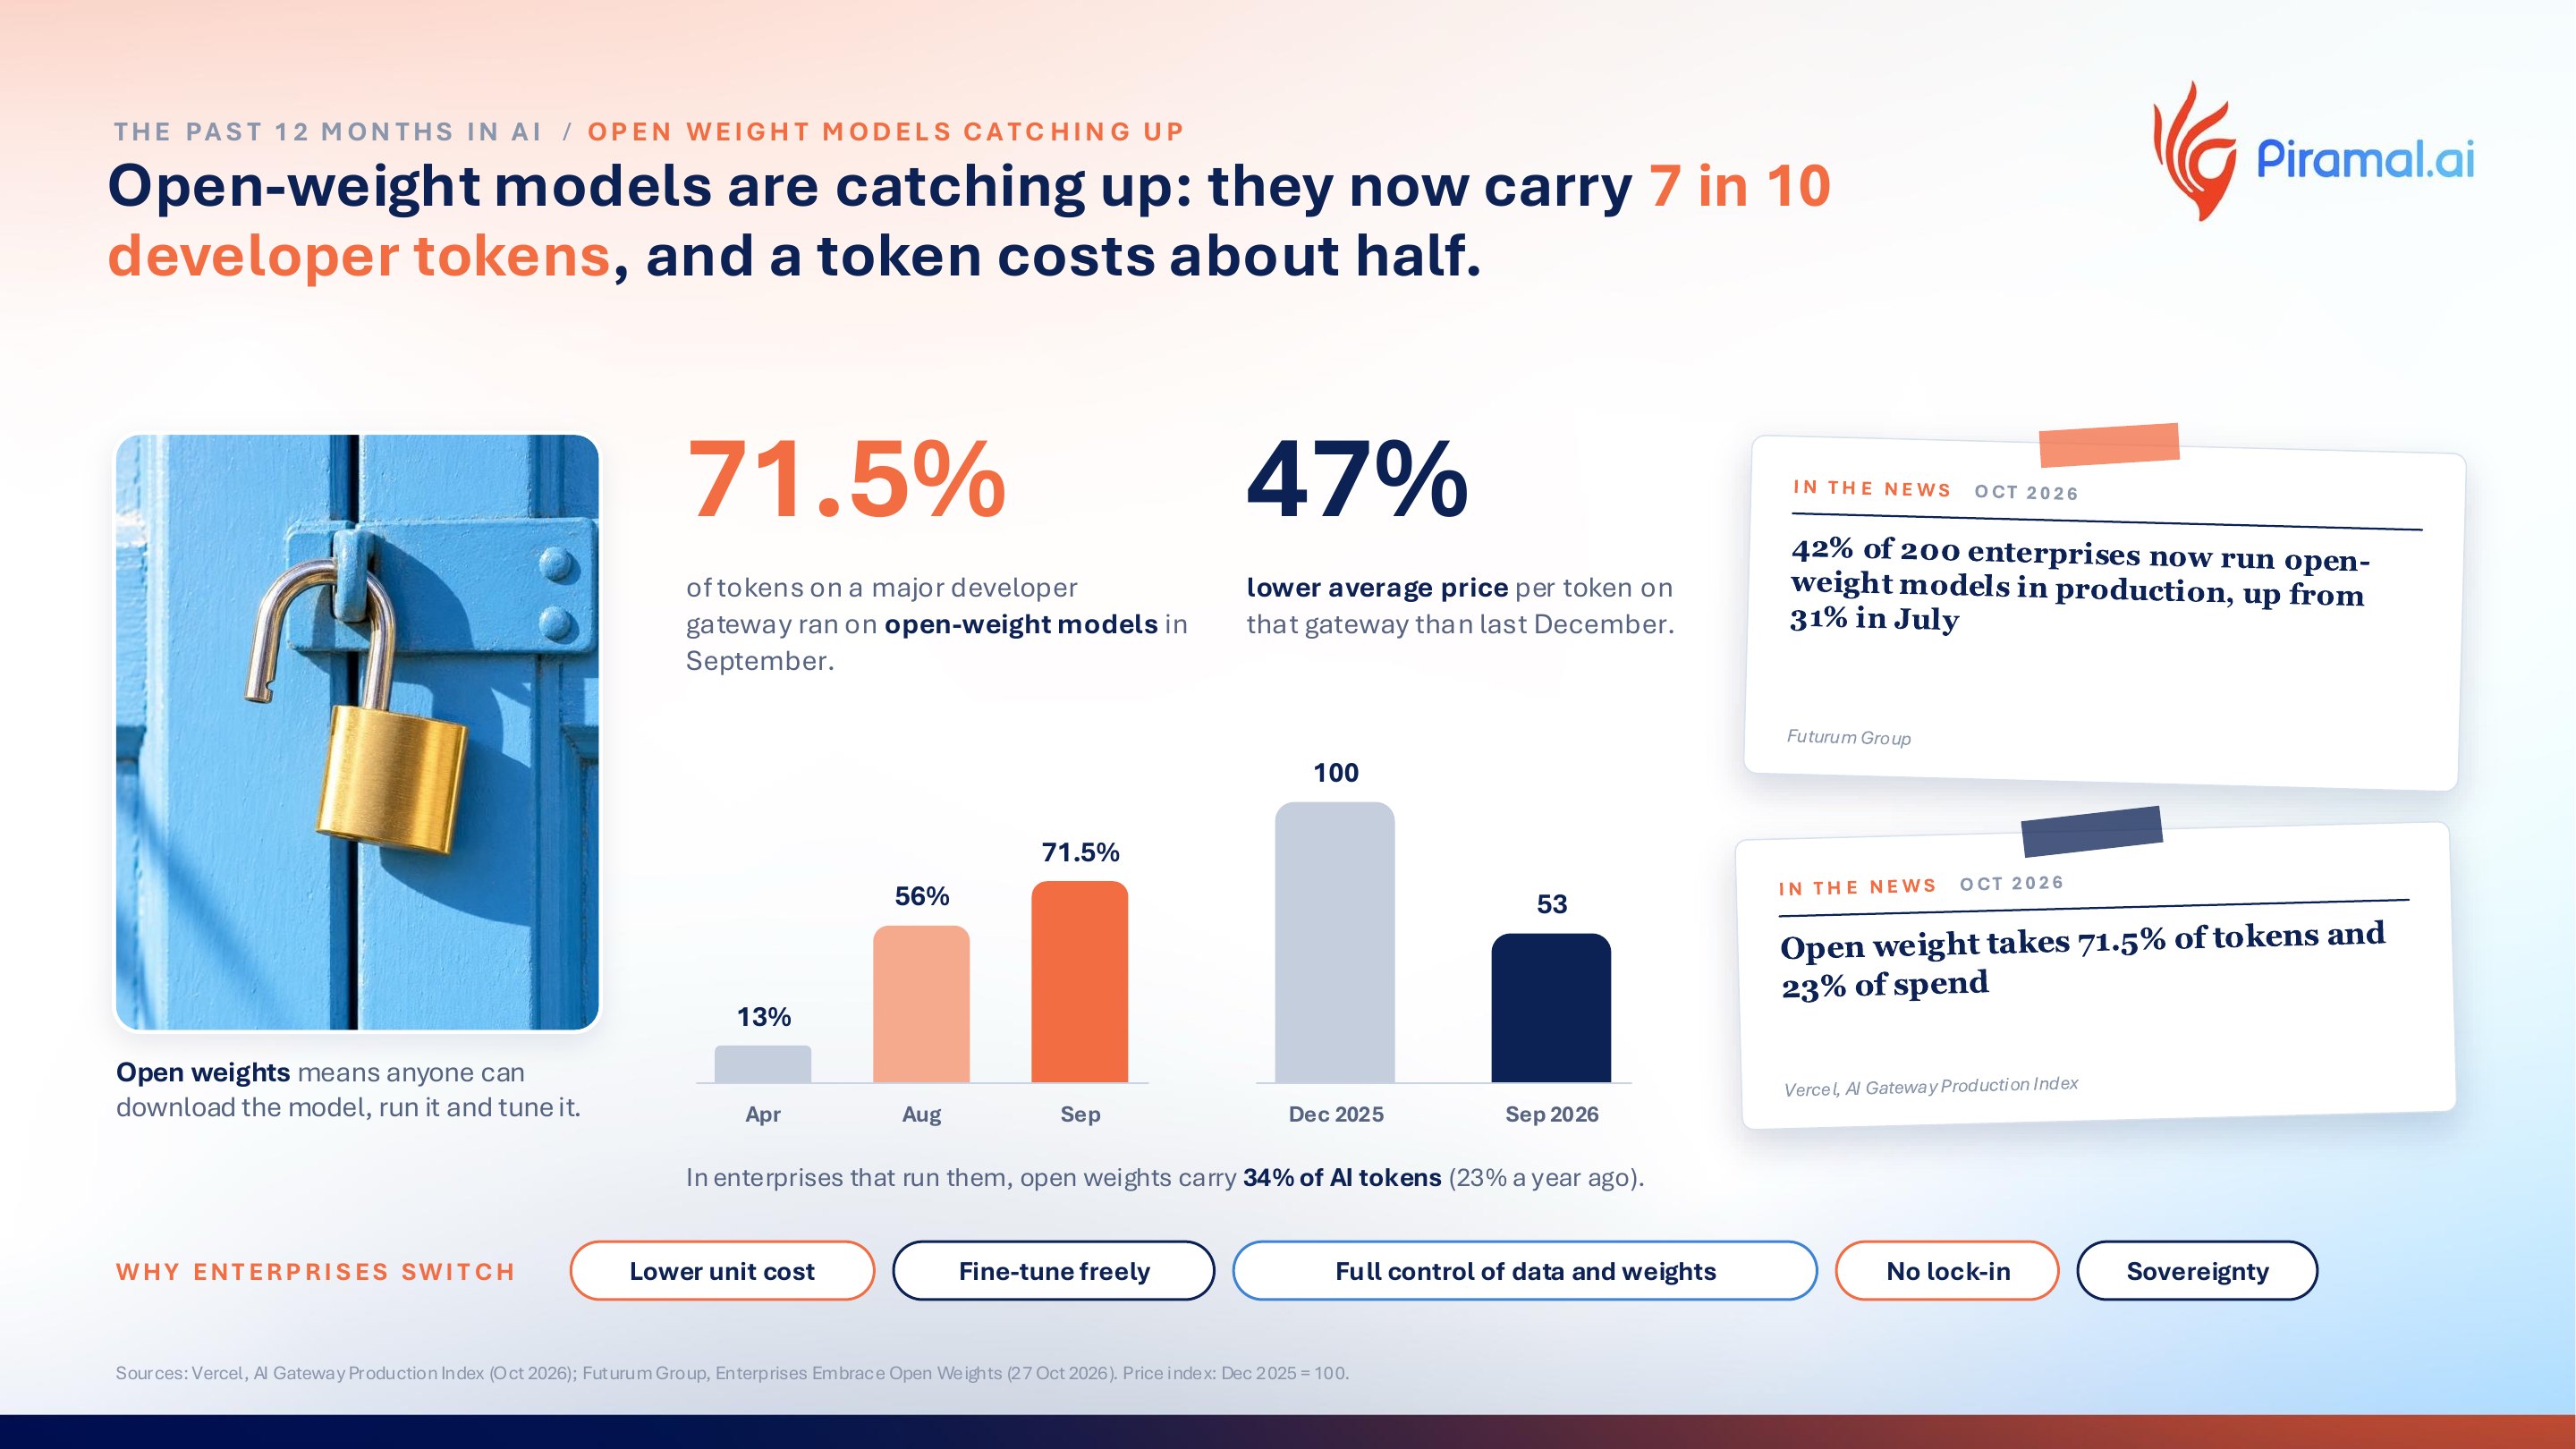 THE PAST 12 MONTHS IN AI / OPEN WEIGHT MODELS CATCHING UP
Open-weight models are catching up: they now carry 7 in 10
developer tokens, and a token costs about half.
Piramal.ai
Open weights means anyone can
download the model, run it and tune it.
71.5%
of tokens on a major developer
gateway ran on open-weight models in
September.
13%
56%
71.5%
Apr
Aug
Sep
47%
lower average price per token on
that gateway than last December.
100
53
Dec 2025
Sep 2026
In enterprises that run them, open weights carry 34% of AI tokens (23% a year ago).
IN THE NEWS OCT 2026
42% of 200 enterprises now run open-
weight models in production, up from
31% in July
Futurum Group
IN THE NEWS OCT 2026
Open weight takes 71.5% of tokens and
23% of spend
Vercel, AI Gateway Production Index
WHY ENTERPRISES SWITCH
Lower unit cost
Fine-tune freely
Full control of data and weights
No lock-in
Sovereignty
Sources: Vercel, AI Gateway Production Index (Oct 2026); Futurum Group, Enterprises Embrace Open Weights (27 Oct 2026). Price index: Dec 2025 = 100.